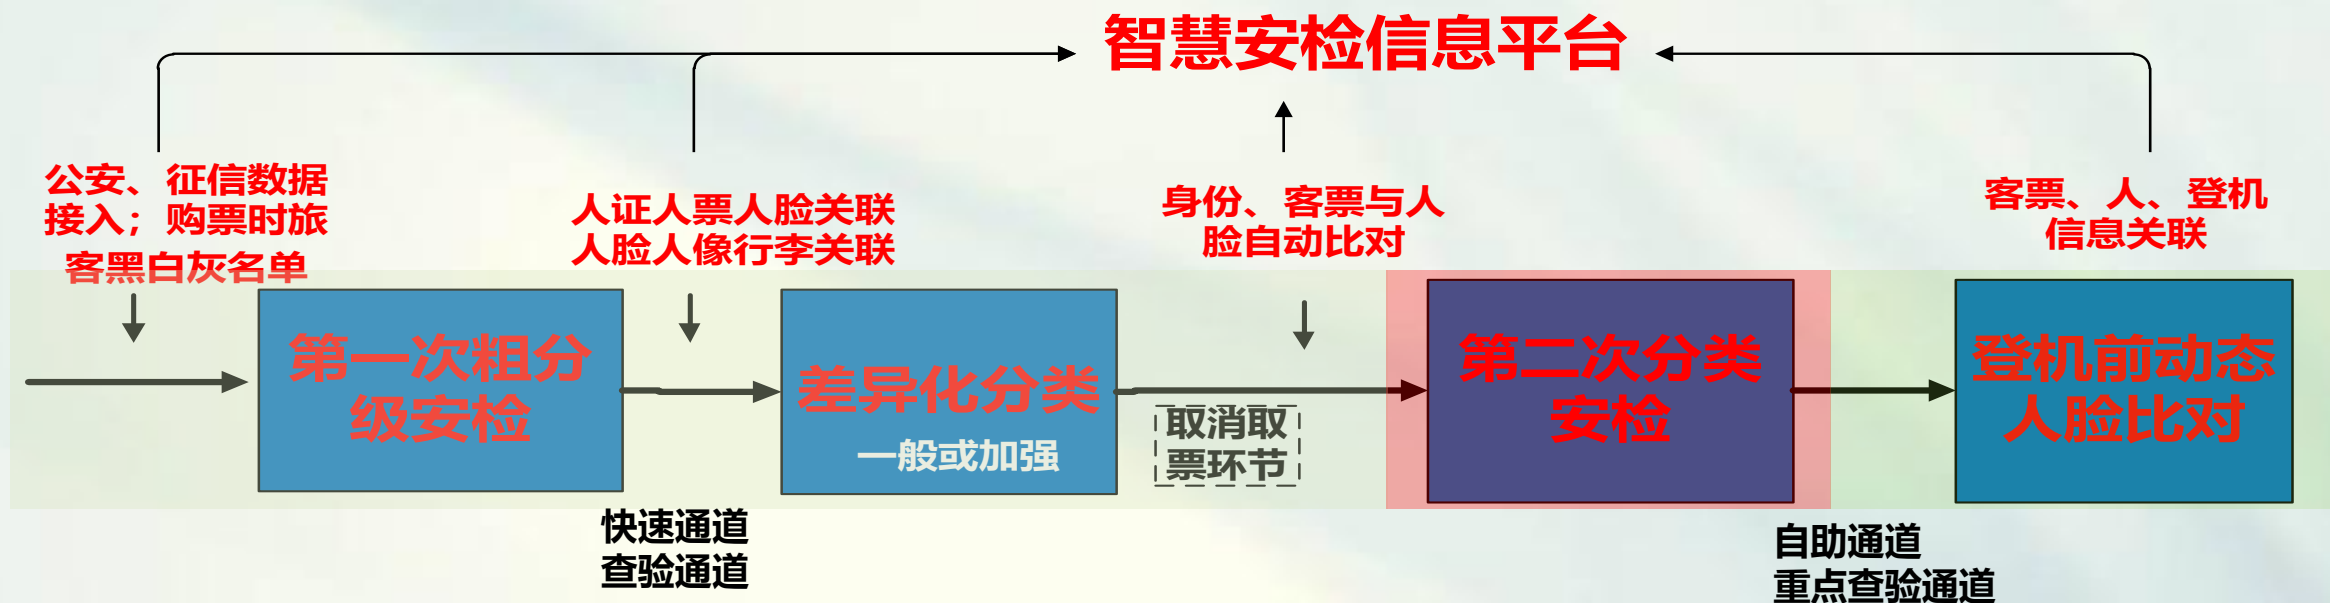 智慧安检信息平台
公安、征信数据
接入；购票时旅
客黑白灰名单
人证人票人脸关联
人脸人像行李关联
身份、客票与人
脸自动比对
客票、人、登机
信息关联
第一次粗分
级安检
差异化分类
一般或加强
取消取
票环节
第二次分类
安检
登机前动态
人脸比对
快速通道
查验通道
自助通道
重点查验通道